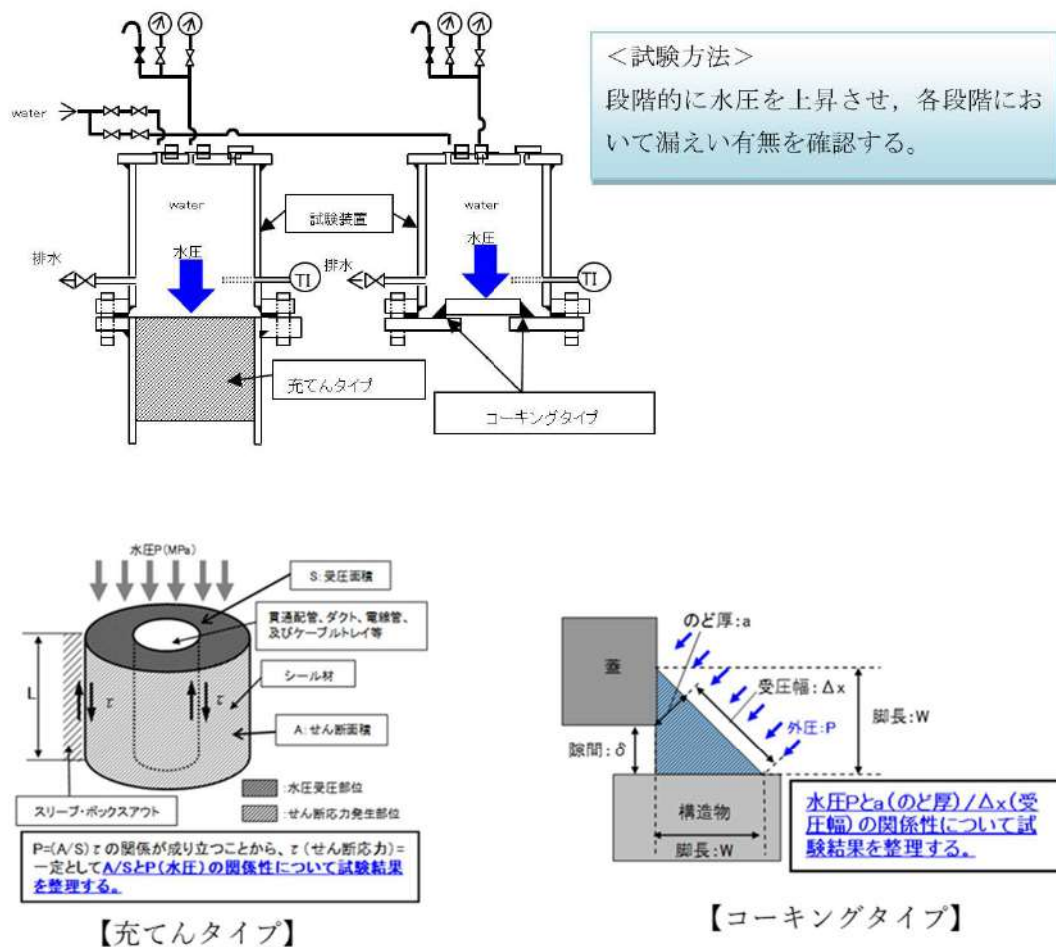 <試験方法>
段階的に水圧を上昇させ，各段階にお
いて漏えい有無を確認する。
water
water
water
試験装置
水圧
水圧
排水
排水
TI
TI
充てんタイプ
コーキングタイプ
水圧P(MPa)
S：受圧面積
貫通配管、ダクト、電線管、
及びケーブルトレイ等
L
τ
τ
シール材
A：せん断面積
:水圧受圧部位
:せん断応力発生部位
スリーブ・ボックスアウト
P=(A/S)τの関係が成り立つことから、τ(せん断応力)=
一定としてA/SとP(水圧)の関係性について試験結果
を整理する。
【充てんタイプ】
のど厚：a
蓋
受圧幅：Δx
脚長：W
外圧：P
隙間：δ
構造物
脚長：W
水圧Pとa(のど厚)/Δx(受
圧幅)の関係性について試
験結果を整理する。
【コーキングタイプ】